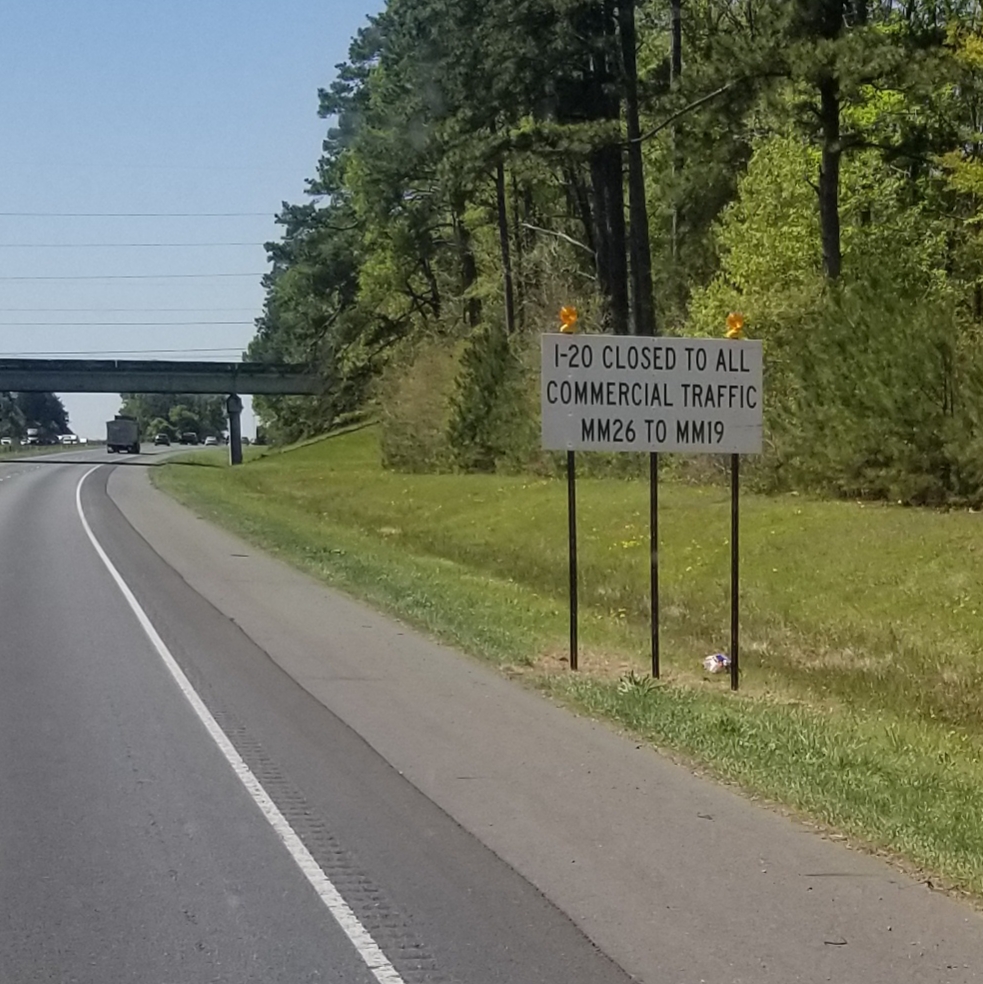 I-20 CLOSED TO ALL
COMMERCIAL TRAFFIC
MM26 TO MM19